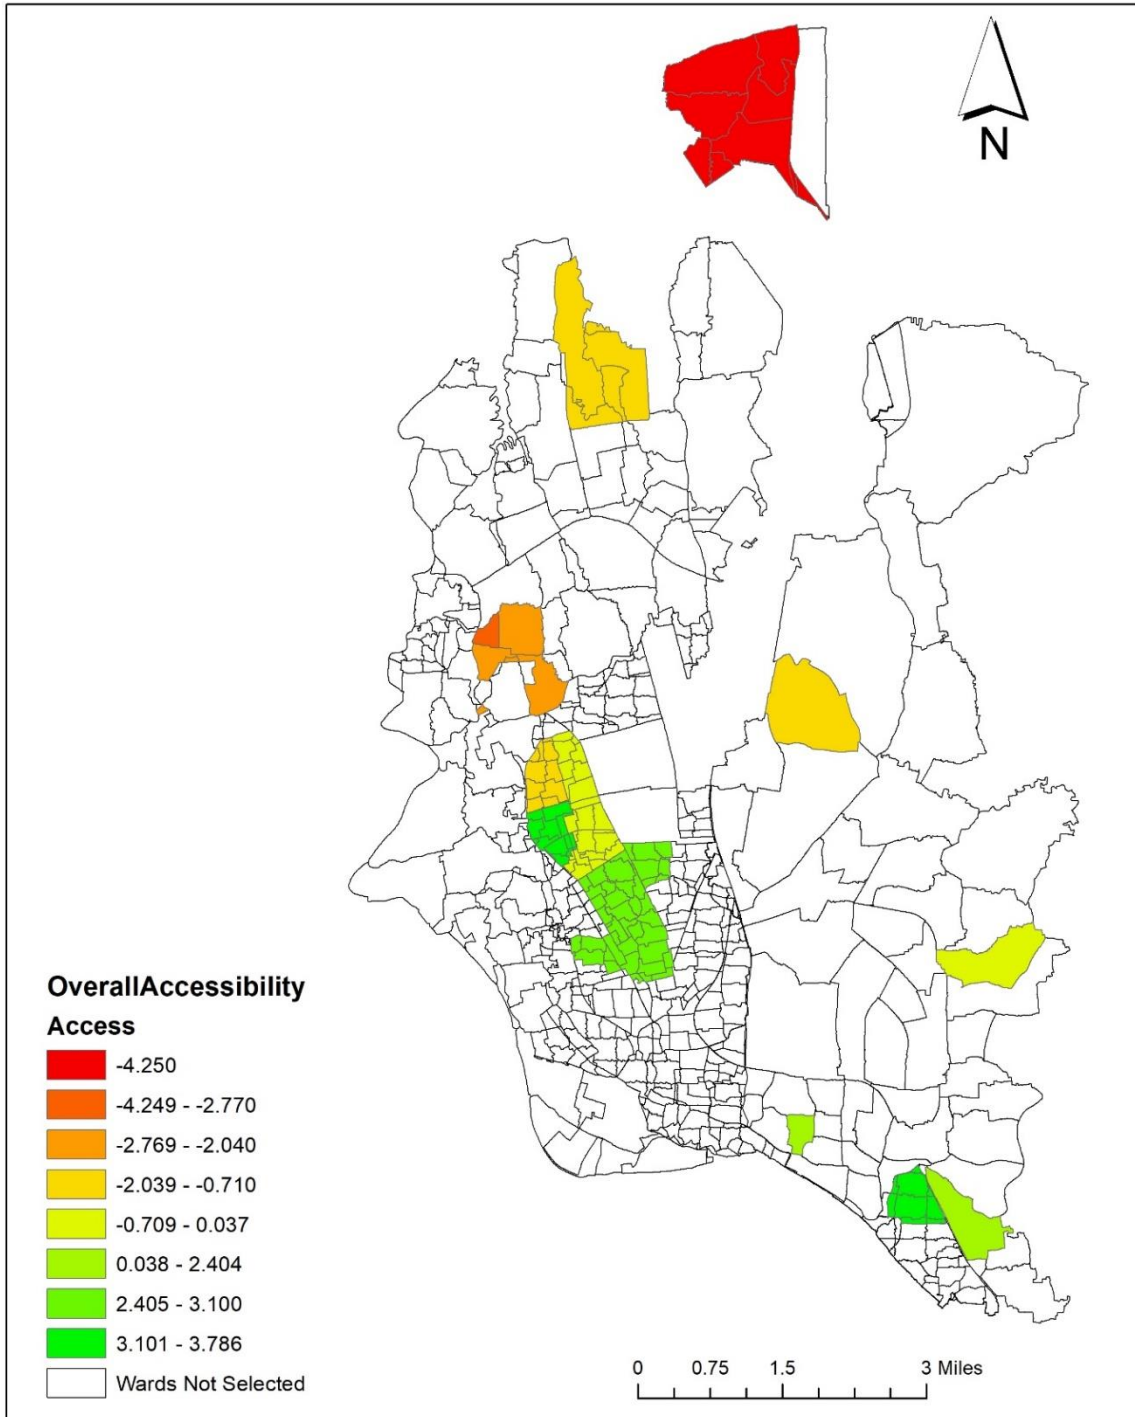 N
OverallAccessibility
Access
-4.250
-4.249 - -2.770
-2.769 - -2.040
-2.039 - -0.710
-0.709 - 0.037
0.038 - 2.404
2.405 - 3.100
3.101 - 3.786
Wards Not Selected
0 0.75 1.5 3 Miles